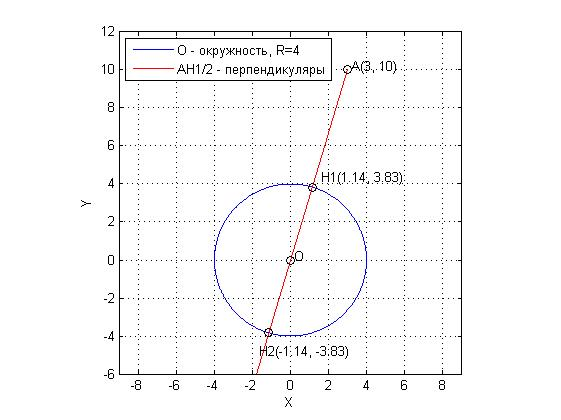 O - окружность, R=4
AH1/2 - перпендикуляры
A(3, 10)
H1(1.14, 3.83)
O
H2(-1.14, -3.83)
12
10
8
6
4
2
0
-2
-4
-6
Y
-8 -6 -4 -2 0 2 4 6 8
X